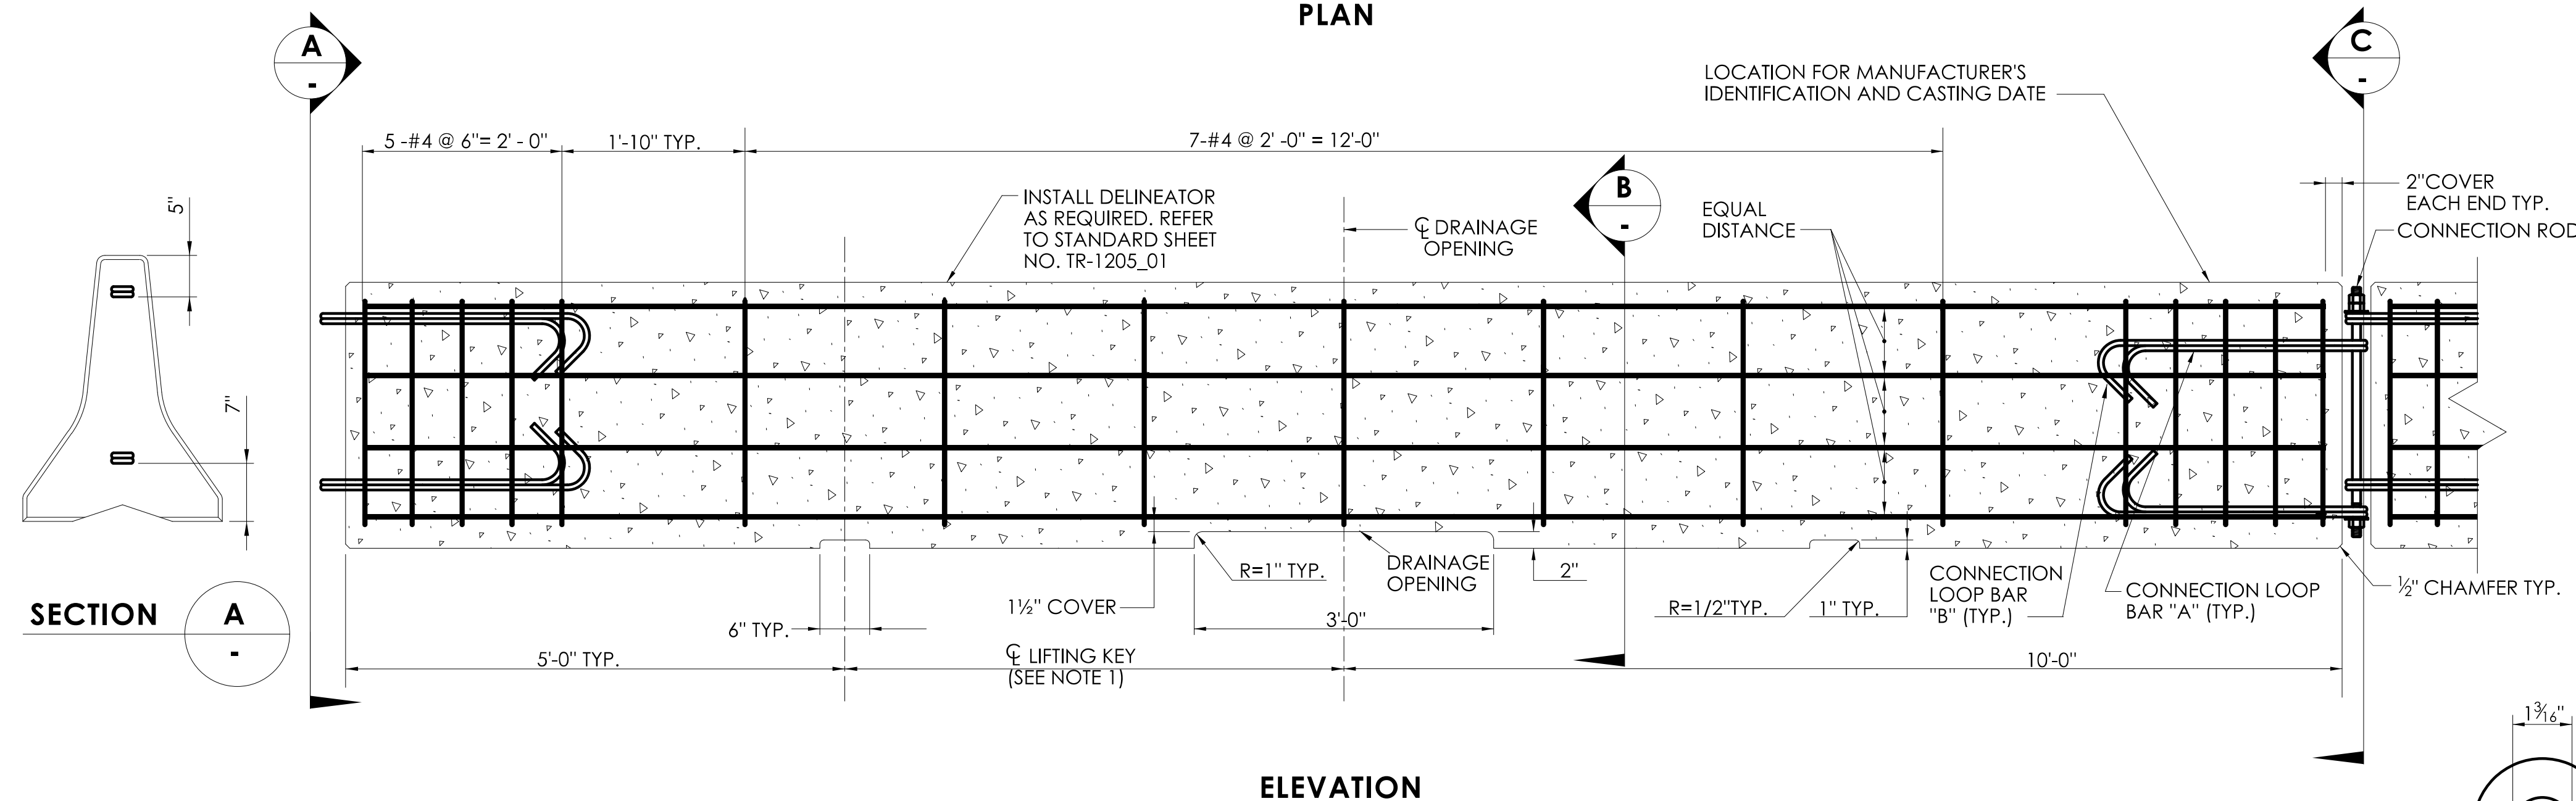 PLAN
A
-
C
-
LOCATION FOR MANUFACTURER'S
IDENTIFICATION AND CASTING DATE
5 -#4 @ 6"= 2' - 0"
1'-10" TYP.
7-#4 @ 2' -0" = 12'-0"
B
-
2"COVER
EACH END TYP.
CONNECTION ROD
5"
INSTALL DELINEATOR
AS REQUIRED. REFER
TO STANDARD SHEET
NO. TR-1205_01
℄ DRAINAGE
OPENING
EQUAL
DISTANCE
7"
R=1" TYP.
DRAINAGE
OPENING
2"
1½" COVER
6" TYP.
3'-0"
R=1/2"TYP.
1" TYP.
CONNECTION
LOOP BAR
"B" (TYP.)
CONNECTION LOOP
BAR "A" (TYP.)
½" CHAMFER TYP.
SECTION
A
-
5'-0" TYP.
℄ LIFTING KEY
(SEE NOTE 1)
10'-0"
1 3⁄16"
ELEVATION